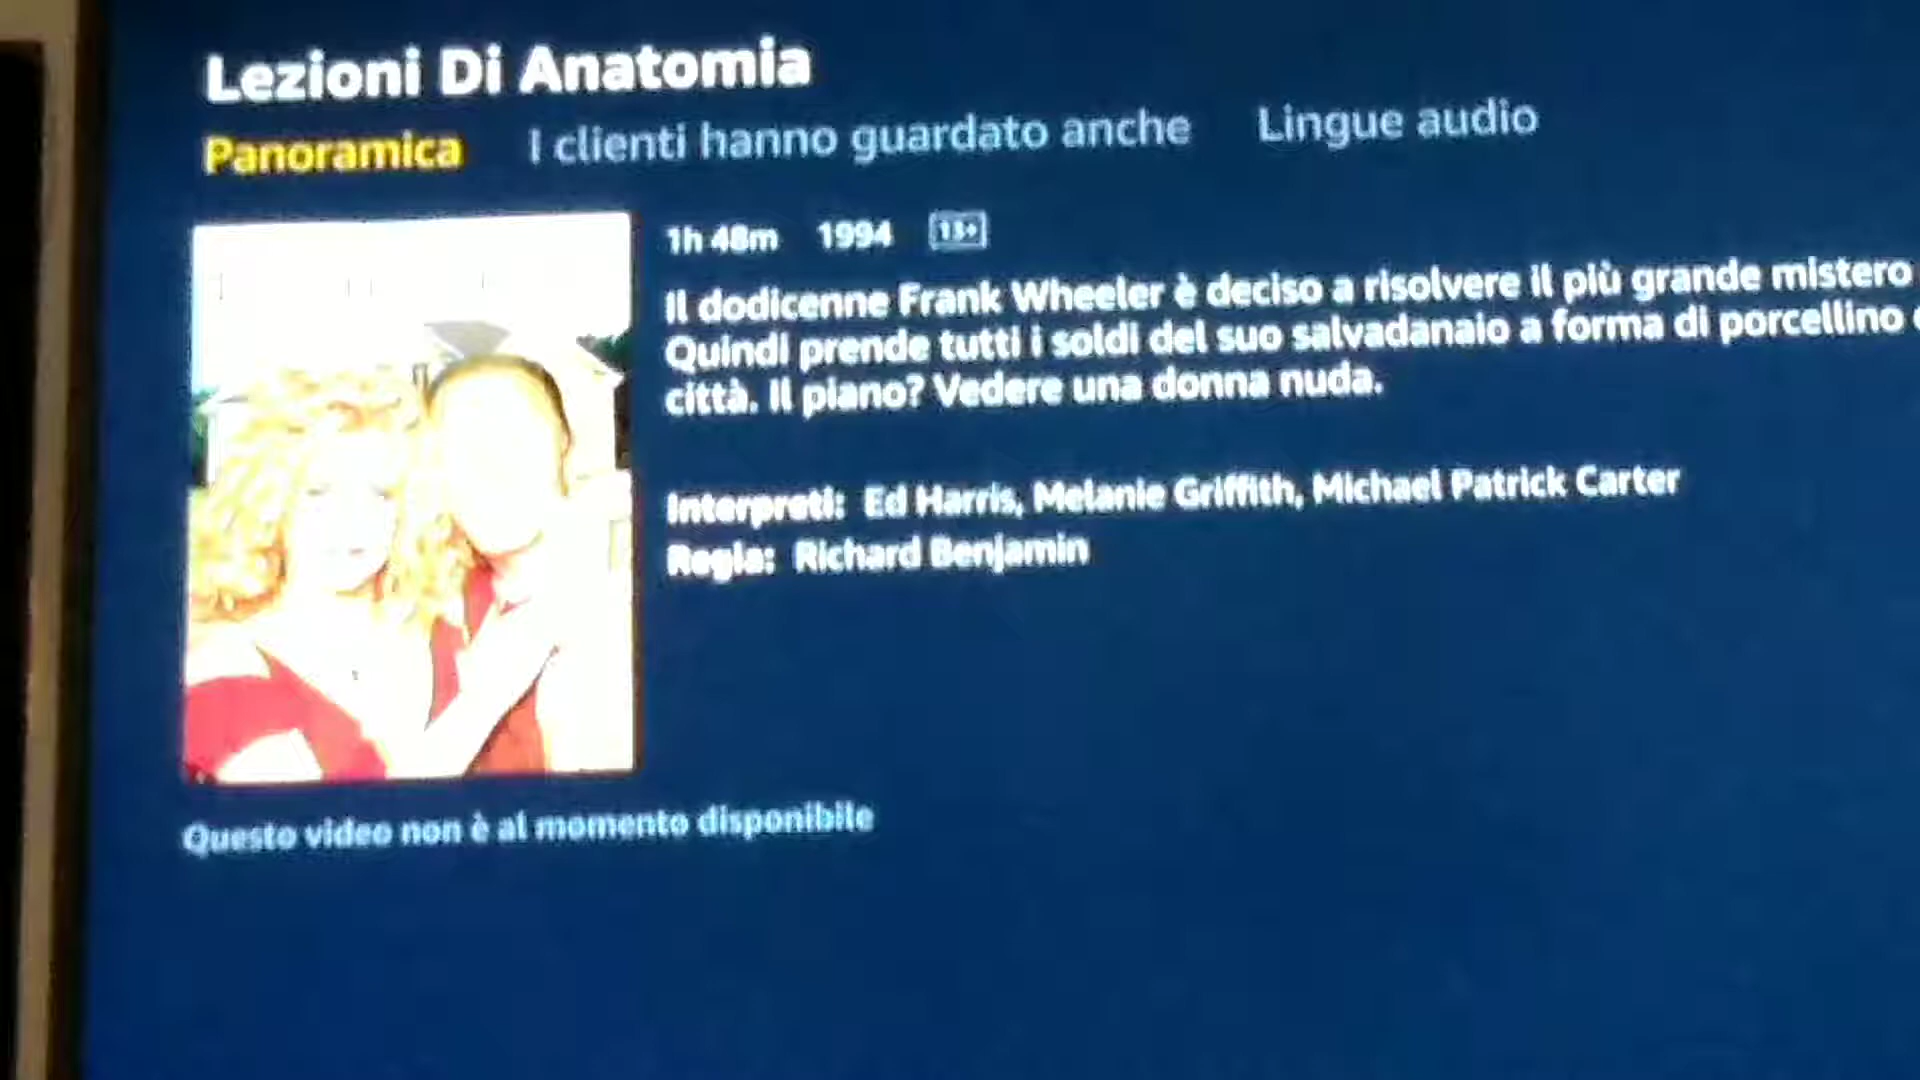 Lezioni Di Anatomia
Panoramica I clienti hanno guardato anche Lingue audio
1h 48m 1994 13+
Il dodicenne Frank Wheeler è deciso a risolvere il più grande mistero
Quindi prende tutti i soldi del suo salvadanaio a forma di porcellino
città. Il piano? Vedere una donna nuda.
Interpreti: Ed Harris, Melanie Griffith, Michael Patrick Carter
Regia: Richard Benjamin
Questo video non è al momento disponibile